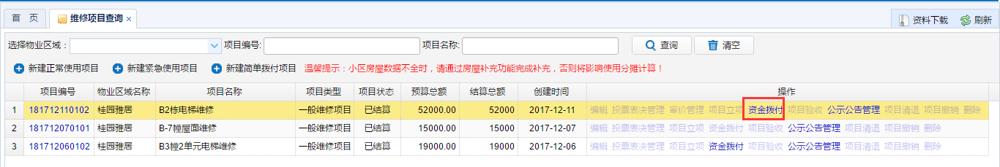 首 页 维修项目查询 × 资料下载 刷新
选择物业区域： 项目编号: 项目名称: 查询 清空
新建正常使用项目 新建紧急使用项目 新建简单拨付项目 温馨提示：小区房屋数据不全时，请通过房屋补充功能完成补充，否则将影响使用分摊计算！
项目编号 物业区域名称 项目名称 项目类型 项目状态 预算总额 结算总额 创建时间 操作
1 181712110102 桂园雅居 B2栋电梯维修 一般维修项目 已结算 52000.00 52000 2017-12-11 编辑 投票表决管理 审价管理 项目立项 资金拨付 项目验收 公示公告管理 项目清退 项目撤销 删除
2 181712070101 桂园雅居 B-7幢屋面维修 一般维修项目 已结算 15000.00 15000 2017-12-07 编辑 投票表决管理 项目立项 资金拨付 项目验收 公示公告管理 项目清退 项目撤销 删除
3 181712060102 桂园雅居 B3幢2单元电梯维修 一般维修项目 已结算 19000.00 19000 2017-12-06 编辑 投票表决管理 项目立项 资金拨付 项目验收 公示公告管理 项目清退 项目撤销 删除